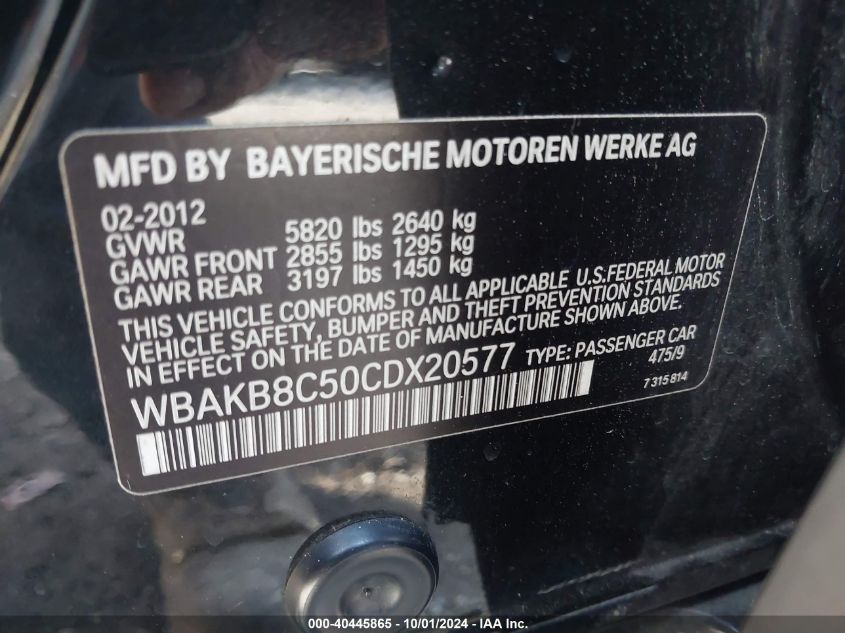 MFD BY BAYERISCHE MOTOREN WERKE AG
02-2012
GVWR 5820 lbs 2640 kg
GAWR FRONT 2855 lbs 1295 kg
GAWR REAR 3197 lbs 1450 kg
THIS VEHICLE CONFORMS TO ALL APPLICABLE U.S.FEDERAL MOTOR
VEHICLE SAFETY, BUMPER AND THEFT PREVENTION STANDARDS
IN EFFECT ON THE DATE OF MANUFACTURE SHOWN ABOVE.
WBAKB8C50CDX20577 TYPE: PASSENGER CAR
475/9
7 315 814
000-40445865 - 10/01/2024 - IAA Inc.